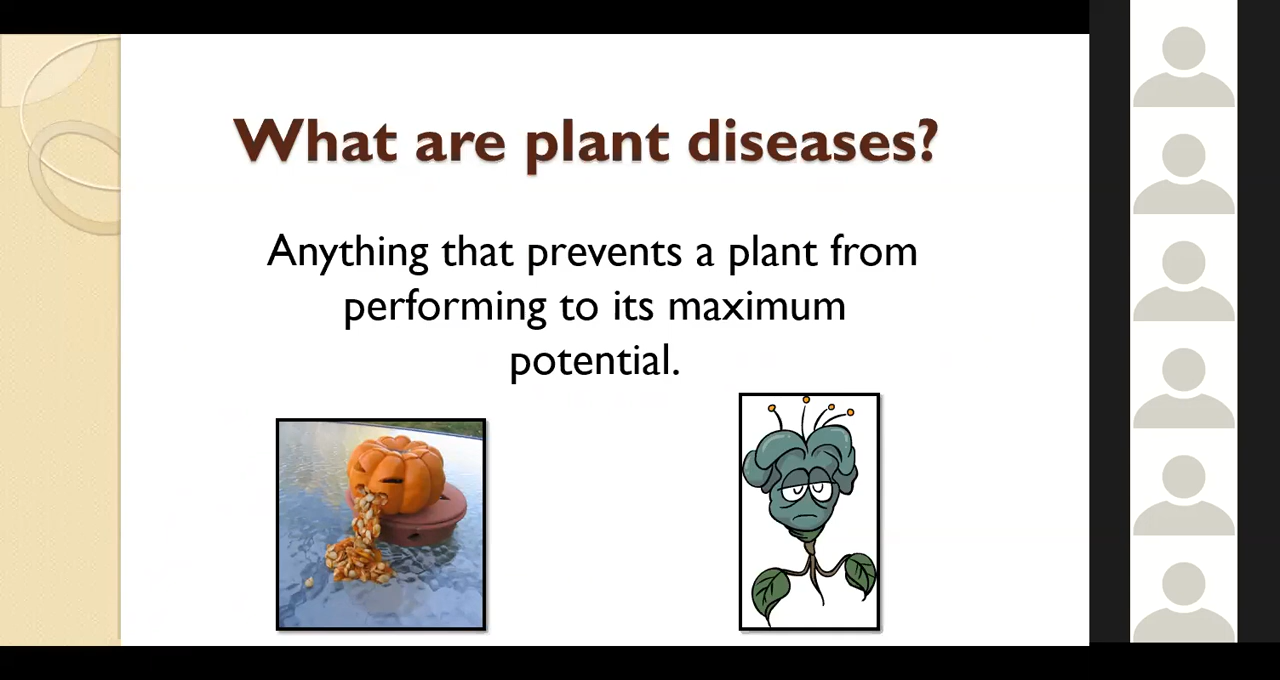 What are plant diseases?
Anything that prevents a plant from
performing to its maximum
potential.